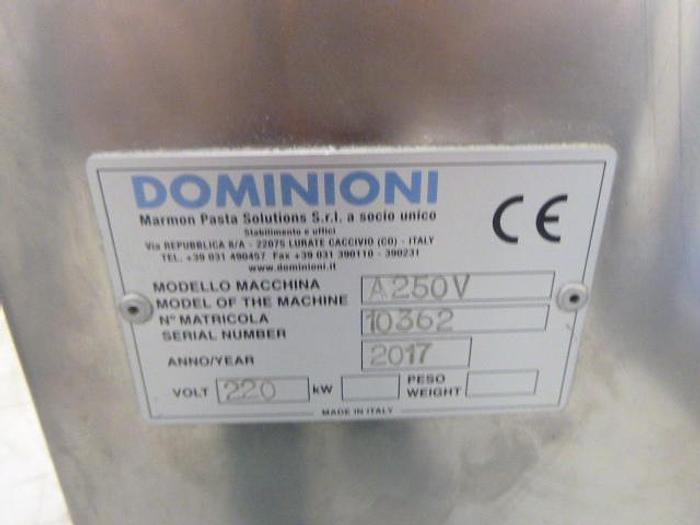 DOMINIONI
Marmon Pasta Solutions S.r.l. a socio unico
Stabilimento e uffici
Via REPUBBLICA 8/A - 22075 LURATE CACCIVIO (CO) - ITALY
TEL. +39 031 490457 Fax +39 031 390110 - 390231
www.dominioni.it
CE
MODELLO MACCHINA
MODEL OF THE MACHINE A250V
N° MATRICOLA
SERIAL NUMBER 10362
ANNO/YEAR 2017
VOLT 220 kW PESO
WEIGHT
MADE IN ITALY